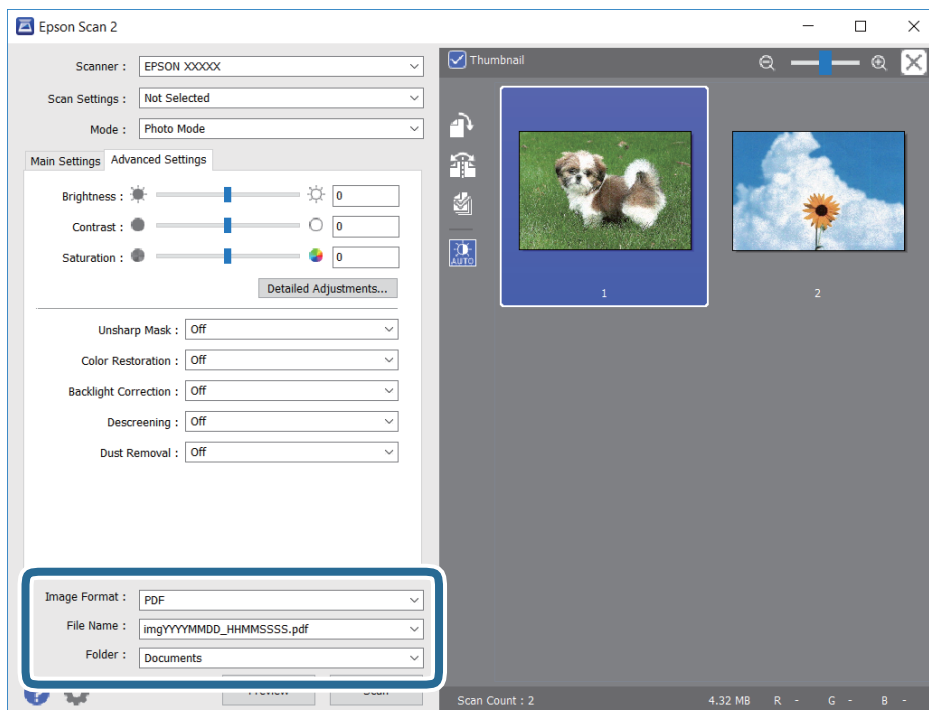 Epson Scan 2
Scanner : EPSON XXXXX
Scan Settings : Not Selected
Mode : Photo Mode
Main Settings Advanced Settings
Brightness : 0
Contrast : 0
Saturation : 0
Detailed Adjustments...
Unsharp Mask : Off
Color Restoration : Off
Backlight Correction : Off
Descreening : Off
Dust Removal : Off
Image Format : PDF
File Name : imgYYYYMMDD_HHMMSSSS.pdf
Folder : Documents
? Preview Scan
Thumbnail
AUTO
1 2
Scan Count : 2 4.32 MB R - G - B -